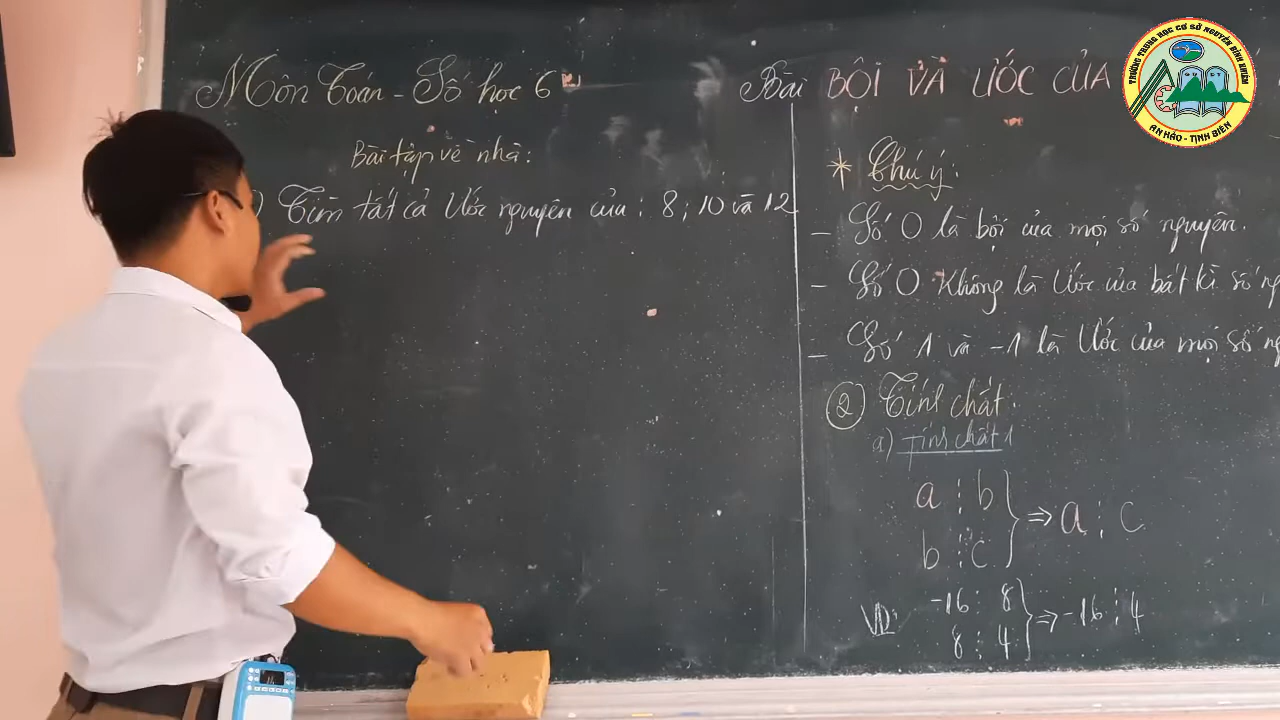 Môn Toán - Số học 6
Bài tập về nhà:
) Tìm tất cả Ước nguyên của : 8 ; 10 và 12
Bài BỘI VÀ ƯỚC CỦA
* Chú ý:
- Số 0 là bội của mọi số nguyên.
- Số 0 Không là Ước của bất kì số ng
- Số 1 và -1 là Ước của mọi số ng
② Tính chất.
a) Tính chất 1
a ⋮ b
b ⋮ c } ⇒ a ⋮ c
VD: -16 ⋮ 8
8 ⋮ 4 } ⇒ -16 ⋮ 4
TRƯỜNG TRUNG HỌC CƠ SỞ NGUYỄN BỈNH KHIÊM
AN HẢO - TỊNH BIÊN